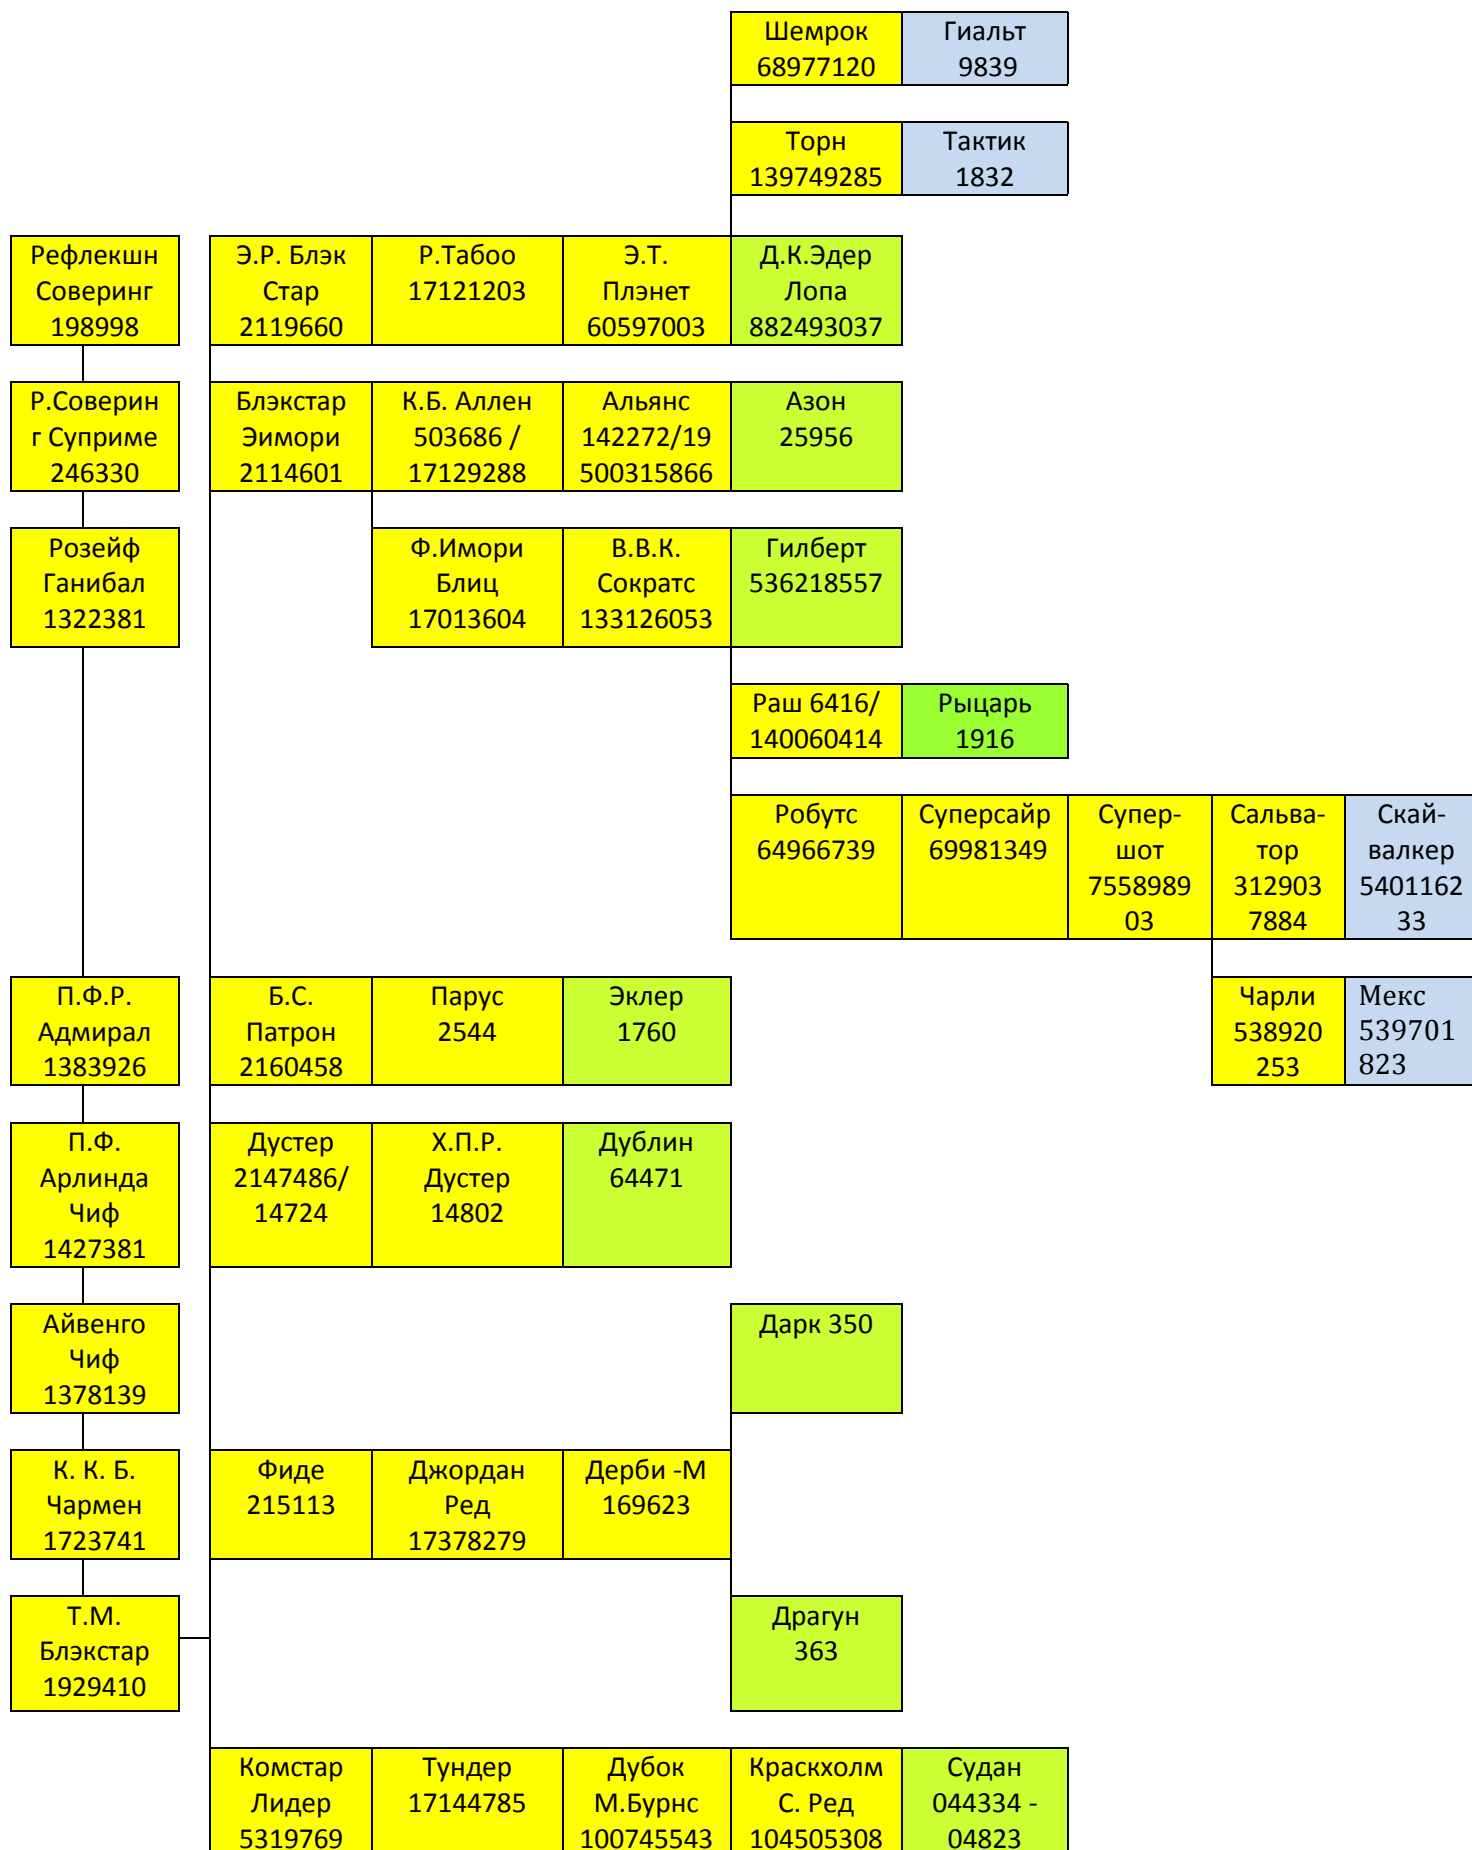 Шемрок
68977120
Гиальт
9839
Торн
139749285
Тактик
1832
Рефлекшн
Соверинг
198998
Э.Р. Блэк
Стар
2119660
Р.Табоо
17121203
Э.Т.
Плэнет
60597003
Д.К.Эдер
Лопа
882493037
Р.Соверин
г Суприме
246330
Блэкстар
Эимори
2114601
К.Б. Аллен
503686 /
17129288
Альянс
142272/19
500315866
Азон
25956
Розейф
Ганибал
1322381
Ф.Имори
Блиц
17013604
В.В.К.
Сократс
133126053
Гилберт
536218557
Раш 6416/
140060414
Рыцарь
1916
Робутс
64966739
Суперсайр
69981349
Супер-
шот
7558989
03
Сальва-
тор
312903
7884
Скай-
валкер
5401162
33
П.Ф.Р.
Адмирал
1383926
Б.С.
Патрон
2160458
Парус
2544
Эклер
1760
Чарли
538920
253
Мекс
539701
823
П.Ф.
Арлинда
Чиф
1427381
Дустер
2147486/
14724
Х.П.Р.
Дустер
14802
Дублин
64471
Айвенго
Чиф
1378139
Дарк 350
К. К. Б.
Чармен
1723741
Фиде
215113
Джордан
Ред
17378279
Дерби -М
169623
Т.М.
Блэкстар
1929410
Драгун
363
Комстар
Лидер
5319769
Тундер
17144785
Дубок
М.Бурнс
100745543
Краскхолм
С. Ред
104505308
Судан
044334 -
04823